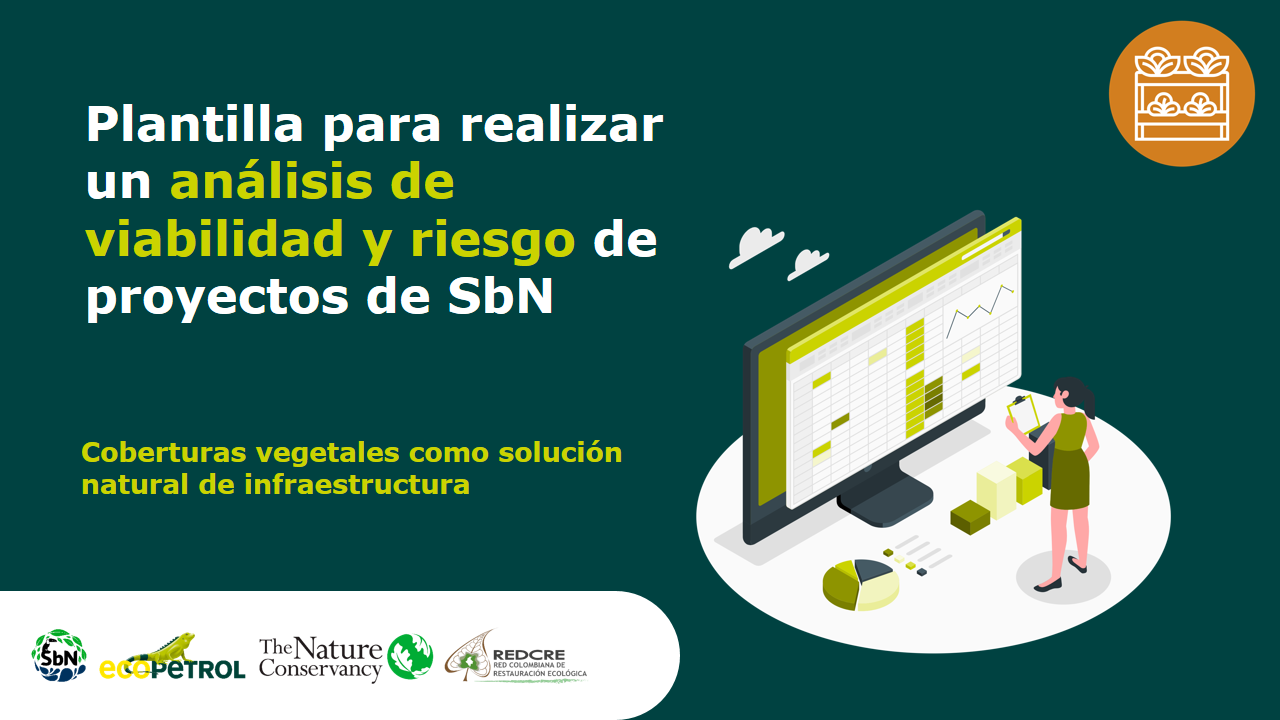 Plantilla para realizar
un análisis de
viabilidad y riesgo de
proyectos de SbN
Coberturas vegetales como solución
natural de infraestructura
SbN
ecoPETROL
The Nature
Conservancy
REDCRE
RED COLOMBIANA DE
RESTAURACIÓN ECOLÓGICA